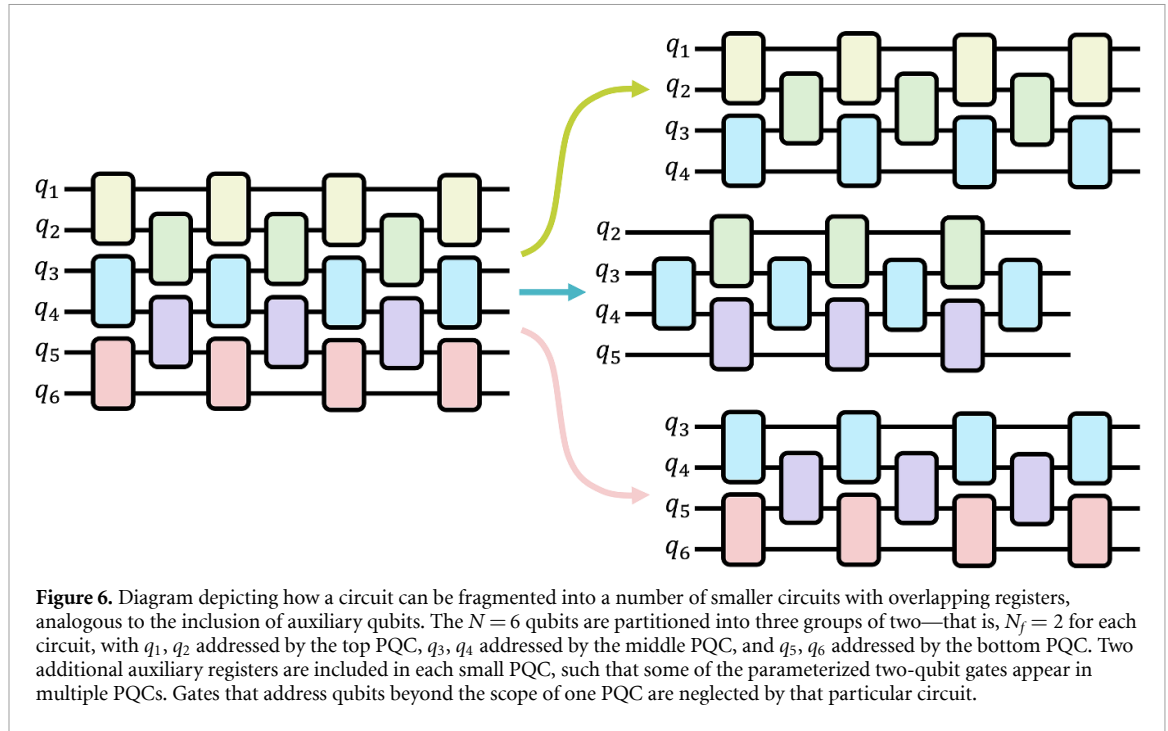 q₁
q₂
q₃
q₄
q₅
q₆
q₁
q₂
q₃
q₄
q₂
q₃
q₄
q₅
q₃
q₄
q₅
q₆
Figure 6. Diagram depicting how a circuit can be fragmented into a number of smaller circuits with overlapping registers,
analogous to the inclusion of auxiliary qubits. The N = 6 qubits are partitioned into three groups of two—that is, N_f = 2 for each
circuit, with q₁, q₂ addressed by the top PQC, q₃, q₄ addressed by the middle PQC, and q₅, q₆ addressed by the bottom PQC. Two
additional auxiliary registers are included in each small PQC, such that some of the parameterized two-qubit gates appear in
multiple PQCs. Gates that address qubits beyond the scope of one PQC are neglected by that particular circuit.